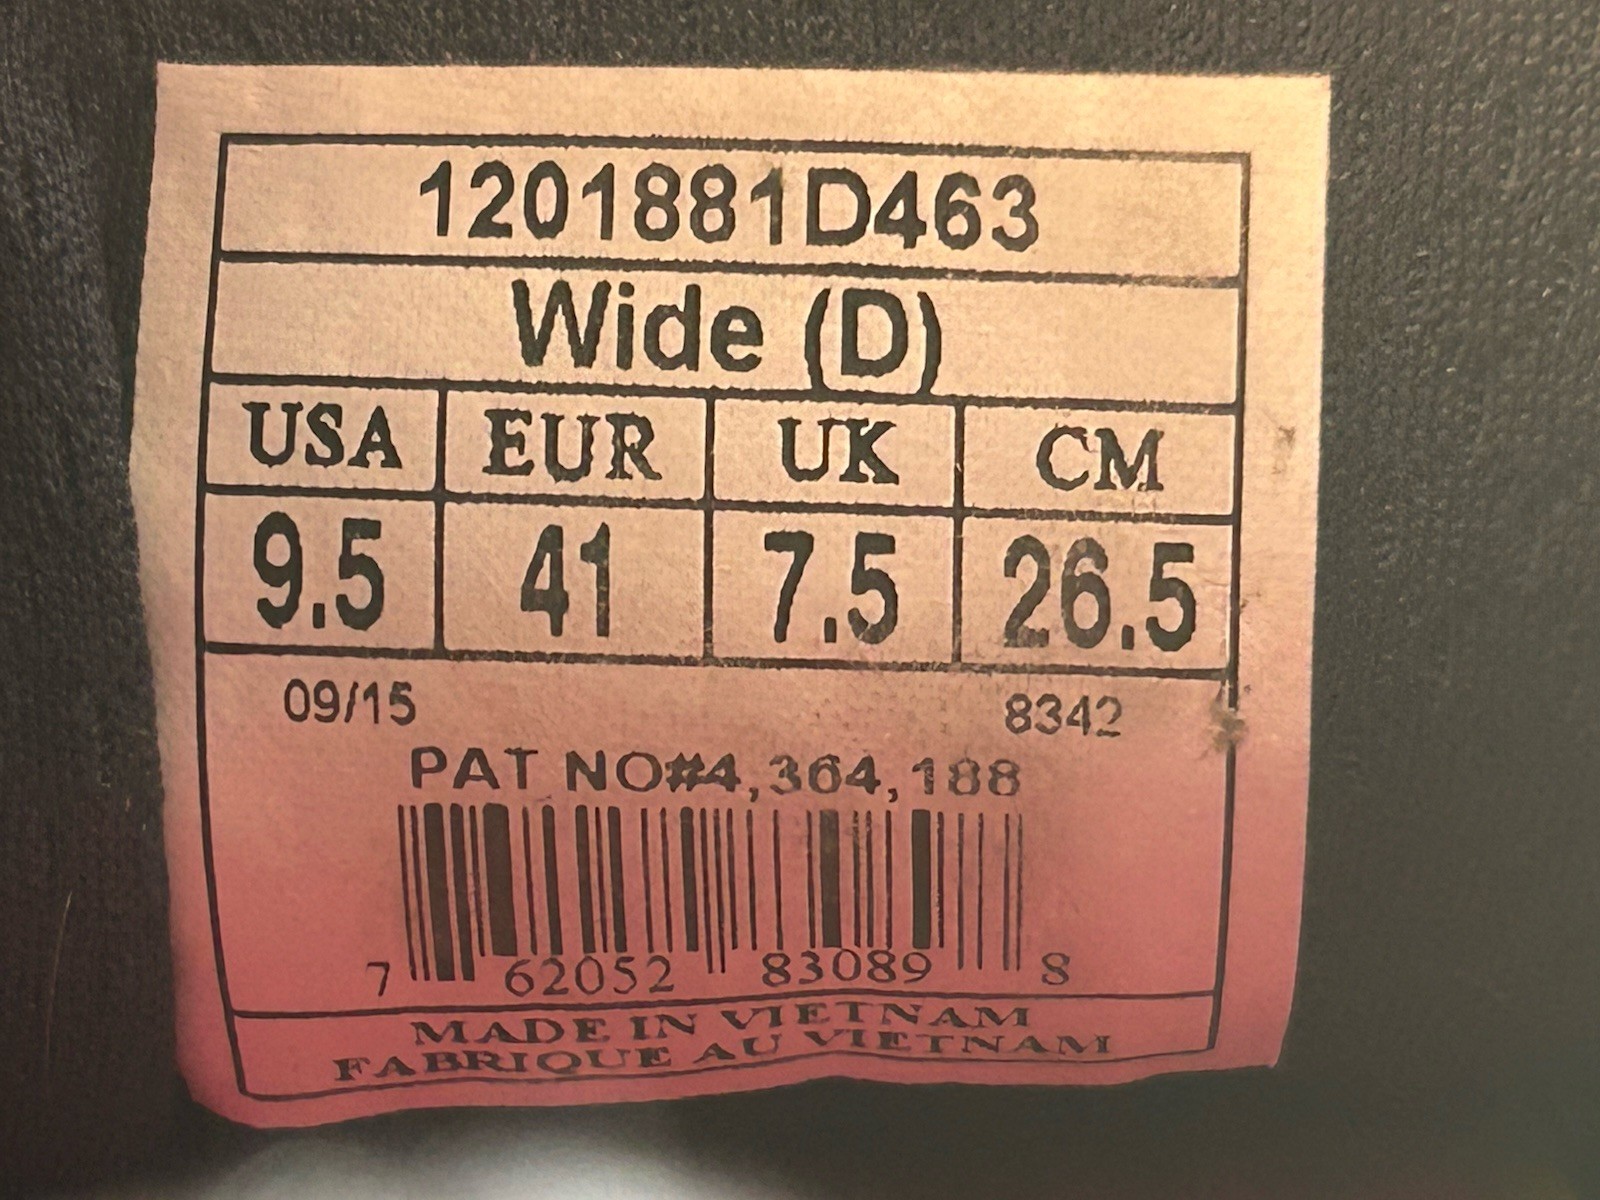 1201881D463
Wide (D)
USA EUR UK CM
9.5 41 7.5 26.5
09/15 8342
PAT NO#4,364,188
7 62052 83089 8
MADE IN VIETNAM
FABRIQUE AU VIETNAM